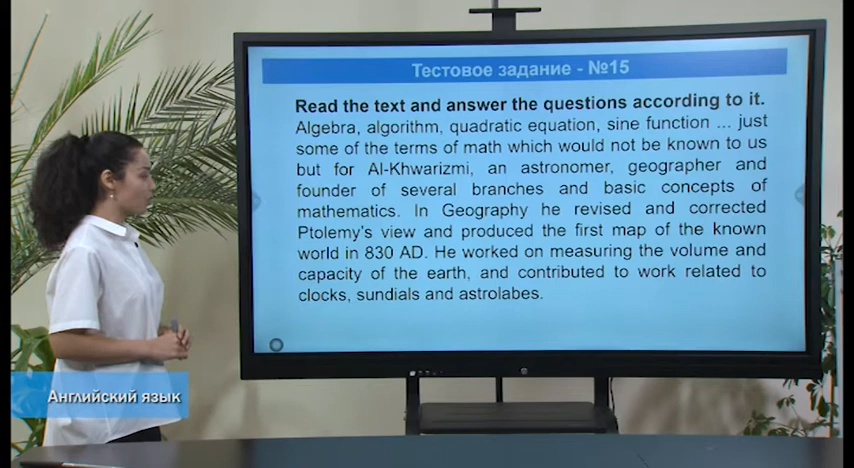 Тестовое задание - №15
Read the text and answer the questions according to it.
Algebra, algorithm, quadratic equation, sine function ... just
some of the terms of math which would not be known to us
but for Al-Khwarizmi, an astronomer, geographer and
founder of several branches and basic concepts of
mathematics. In Geography he revised and corrected
Ptolemy's view and produced the first map of the known
world in 830 AD. He worked on measuring the volume and
capacity of the earth, and contributed to work related to
clocks, sundials and astrolabes.
Английский язык